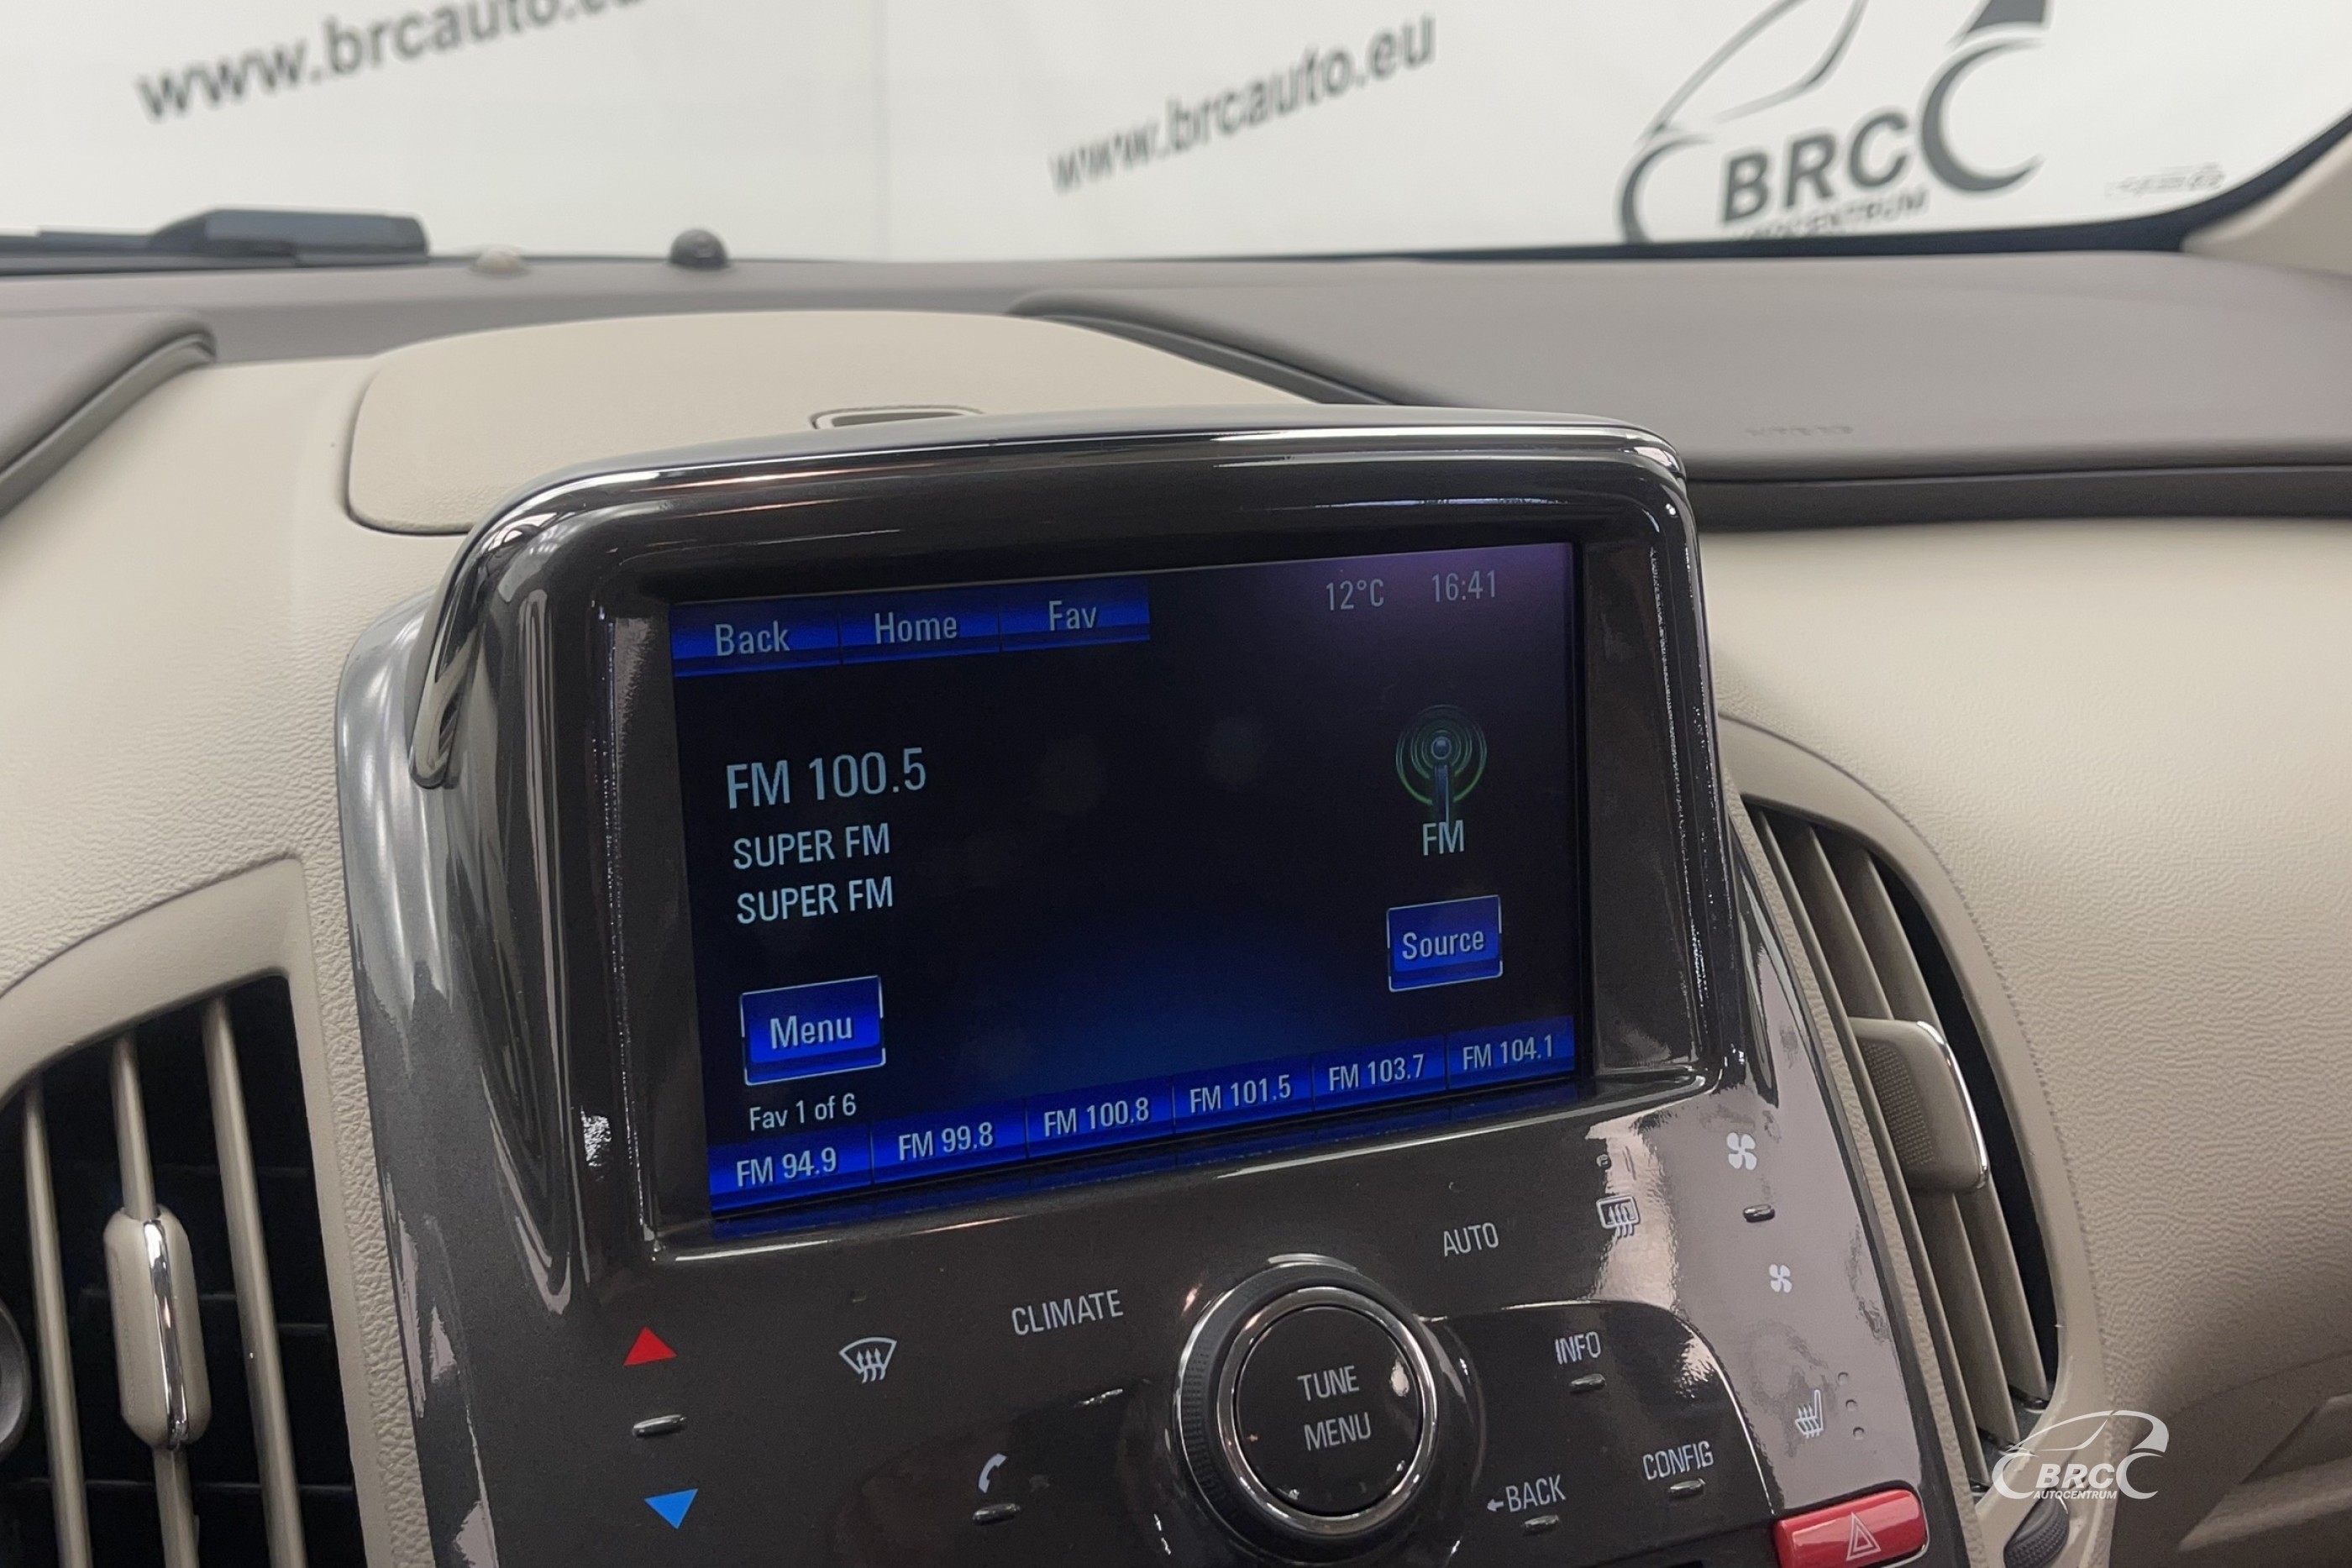 www.brcauto.eu
www.brcauto.eu
BRC
AUTOCENTRUM
12°C 16:41
Back Home Fav
FM 100.5
SUPER FM
SUPER FM
FM
Source
Menu
Fav 1 of 6
FM 94.9 FM 99.8 FM 100.8 FM 101.5 FM 103.7 FM 104.1
AUTO
CLIMATE
INFO
TUNE
MENU
CONFIG
BACK
BRC
AUTOCENTRUM